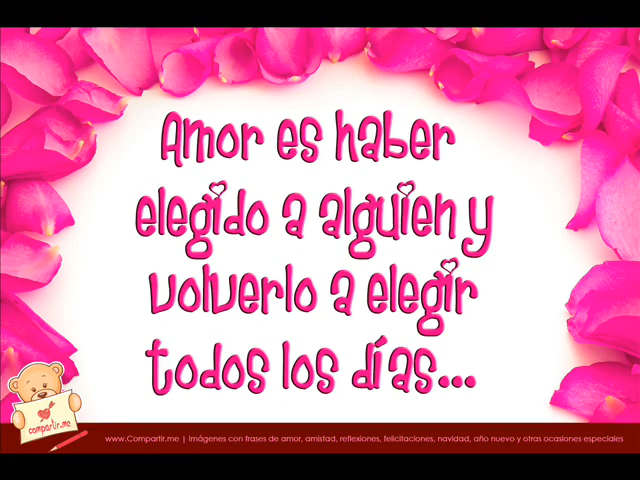 Amor es haber
elegido a alguien y
volverlo a elegir
todos los días...
compartir.me
www.Compartir.me | Imágenes con frases de amor, amistad, reflexiones, felicitaciones, navidad, año nuevo y otras ocasiones especiales